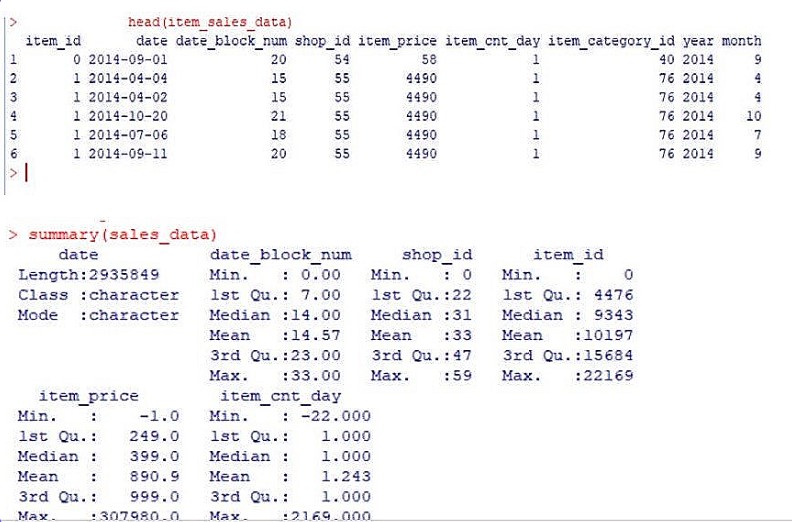 > head(item_sales_data)
item_id date date_block_num shop_id item_price item_cnt_day item_category_id year month
1 0 2014-09-01 20 54 58 1 40 2014 9
2 1 2014-04-04 15 55 4490 1 76 2014 4
3 1 2014-04-02 15 55 4490 1 76 2014 4
4 1 2014-10-20 21 55 4490 1 76 2014 10
5 1 2014-07-06 18 55 4490 1 76 2014 7
6 1 2014-09-11 20 55 4490 1 76 2014 9
>
> summary(sales_data)
date date_block_num shop_id item_id
Length:2935849 Min. : 0.00 Min. : 0 Min. : 0
Class :character 1st Qu.: 7.00 1st Qu.:22 1st Qu.: 4476
Mode :character Median :14.00 Median :31 Median : 9343
Mean :14.57 Mean :33 Mean :10197
3rd Qu.:23.00 3rd Qu.:47 3rd Qu.:15684
Max. :33.00 Max. :59 Max. :22169
item_price item_cnt_day
Min. : -1.0 Min. : -22.000
1st Qu.: 249.0 1st Qu.: 1.000
Median : 399.0 Median : 1.000
Mean : 890.9 Mean : 1.243
3rd Qu.: 999.0 3rd Qu.: 1.000
Max. :307980.0 Max. :2169.000